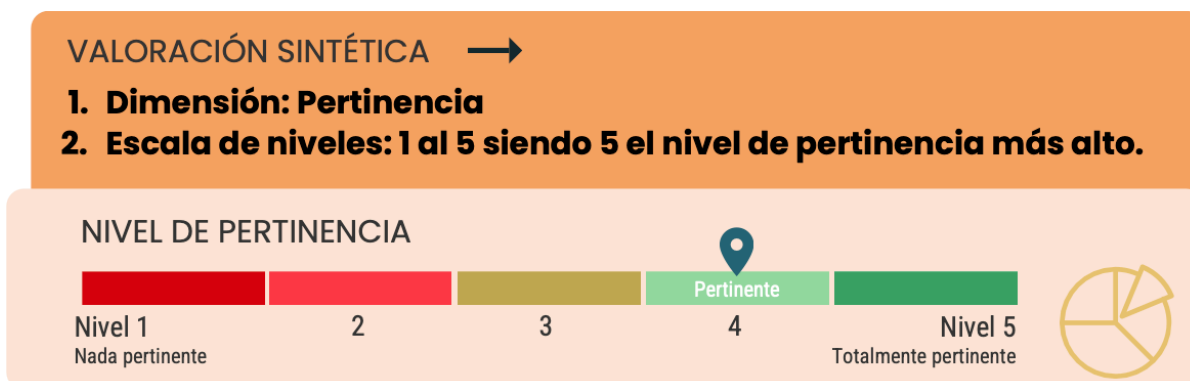 VALORACIÓN SINTÉTICA
1. Dimensión: Pertinencia
2. Escala de niveles: 1 al 5 siendo 5 el nivel de pertinencia más alto.
NIVEL DE PERTINENCIA
Pertinente
Nivel 1 2 3 4 Nivel 5
Nada pertinente Totalmente pertinente